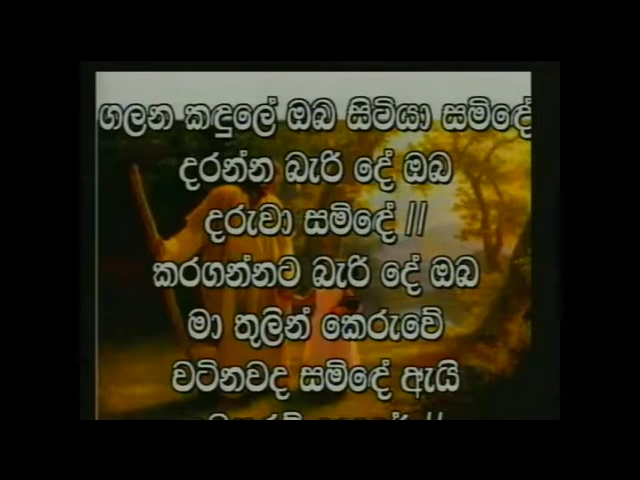 ගලන කඳුලේ ඔබ සිටියා සමිඳේ
දරන්න බැරි දේ ඔබ
දරුවා සමිඳේ //
කරගන්නට බැරි දේ ඔබ
මා තුලින් කෙරුවේ
වටිනවද සමිඳේ ඇයි